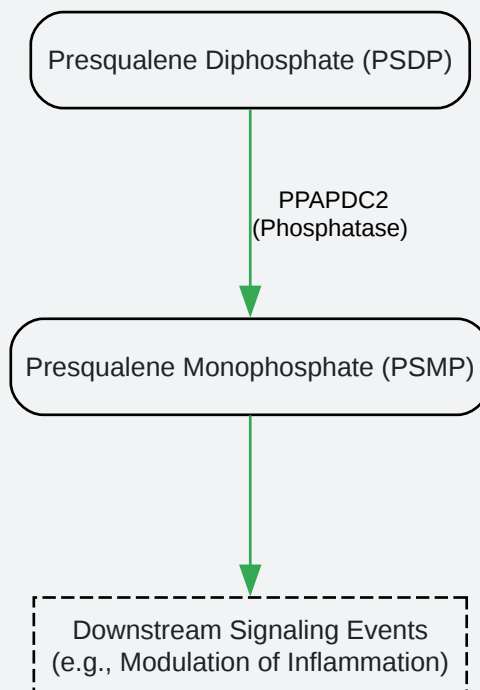 Presqualene Diphosphate (PSDP)
PPAPDC2
(Phosphatase)
Presqualene Monophosphate (PSMP)
Downstream Signaling Events
(e.g., Modulation of Inflammation)